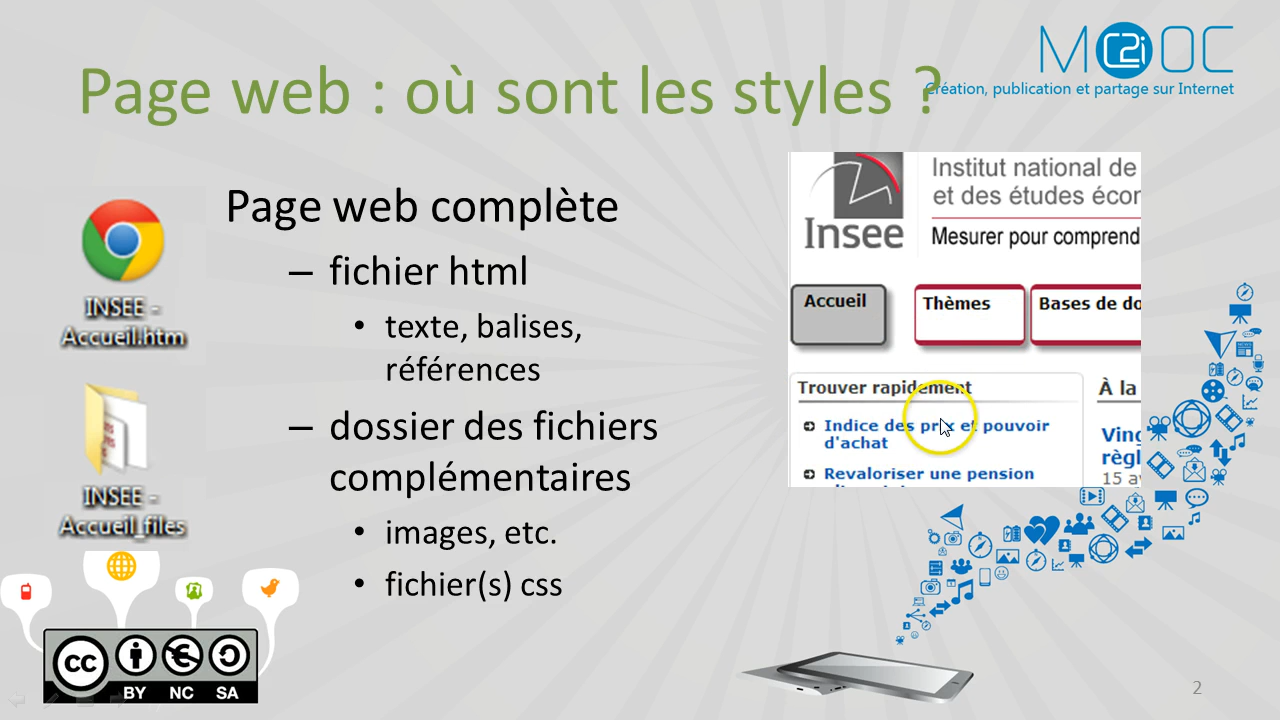 MOOC
C2i
Création, publication et partage sur Internet
Page web : où sont les styles ?
Page web complète
– fichier html
• texte, balises,
références
– dossier des fichiers
complémentaires
• images, etc.
• fichier(s) css
INSEE -
Accueil.htm
INSEE -
Accueil_files
Insee
Institut national de
et des études écon
Mesurer pour comprend
Accueil
Thèmes
Bases de do
Trouver rapidement
À la
Indice des prix et pouvoir
d'achat
Revaloriser une pension
Ving
règl
15 av
cc
BY NC SA
2